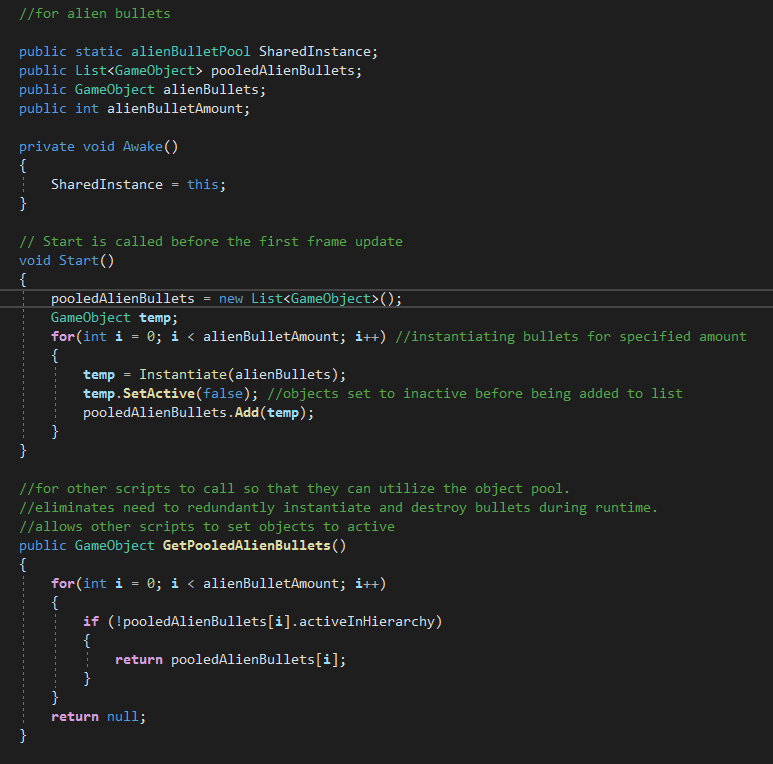 //for alien bullets
public static alienBulletPool SharedInstance;
public List<GameObject> pooledAlienBullets;
public GameObject alienBullets;
public int alienBulletAmount;
private void Awake()
{
SharedInstance = this;
}
// Start is called before the first frame update
void Start()
{
pooledAlienBullets = new List<GameObject>();
GameObject temp;
for(int i = 0; i < alienBulletAmount; i++) //instantiating bullets for specified amount
{
temp = Instantiate(alienBullets);
temp.SetActive(false); //objects set to inactive before being added to list
pooledAlienBullets.Add(temp);
}
}
//for other scripts to call so that they can utilize the object pool.
//eliminates need to redundantly instantiate and destroy bullets during runtime.
//allows other scripts to set objects to active
public GameObject GetPooledAlienBullets()
{
for(int i = 0; i < alienBulletAmount; i++)
{
if (!pooledAlienBullets[i].activeInHierarchy)
{
return pooledAlienBullets[i];
}
}
return null;
}